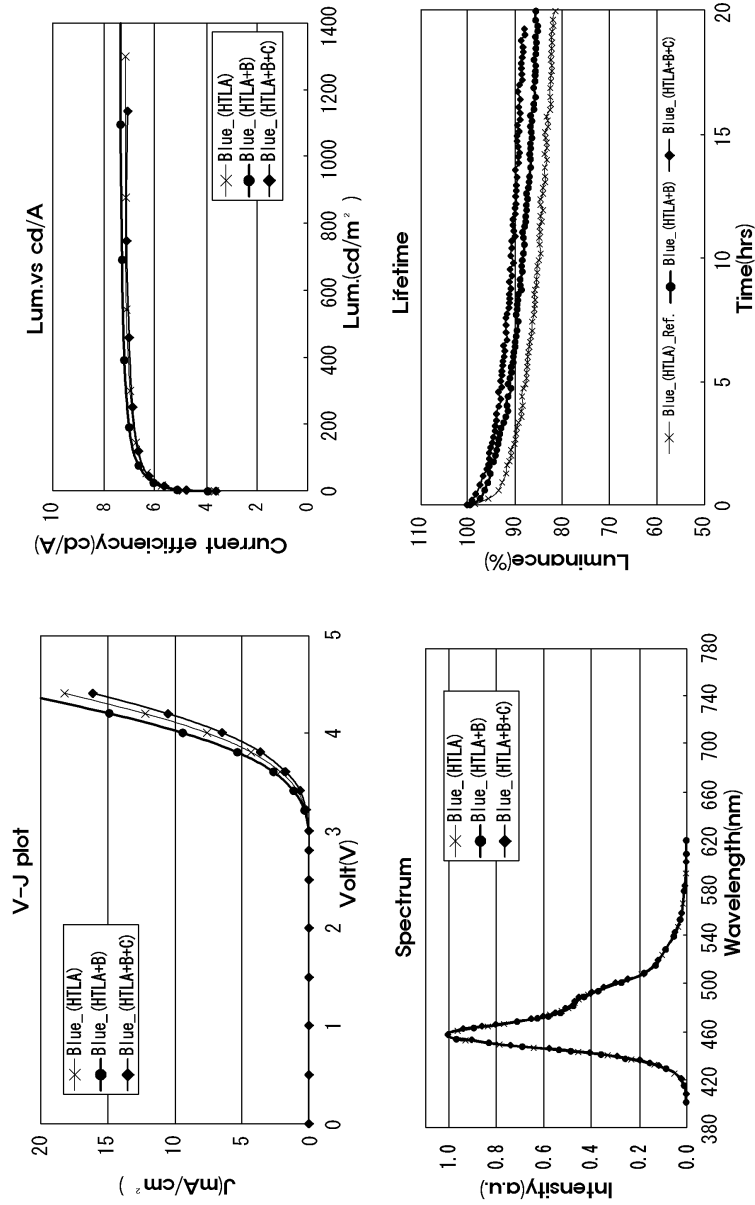 V-J plot
20
15
10
5
0
J(mA/cm²)
0
1
2
3
4
5
Volt(V)
Blue_(HTLA)
Blue_(HTLA+B)
Blue_(HTLA+B+C)
Lum.vs cd/A
10
8
6
4
2
0
Current efficiency(cd/A)
0
200
400
600
800
1000
1200
1400
Lum.(cd/m²)
Blue_(HTLA)
Blue_(HTLA+B)
Blue_(HTLA+B+C)
Spectrum
1.0
0.8
0.6
0.4
0.2
0.0
Intensity(a.u.)
380
420
460
500
540
580
620
660
700
740
780
Wavelength(nm)
Blue_(HTLA)
Blue_(HTLA+B)
Blue_(HTLA+B+C)
Lifetime
110
100
90
80
70
60
50
Luminance(%)
0
5
10
15
20
Time(hrs)
Blue_(HTLA)_Ref.
Blue_(HTLA+B)
Blue_(HTLA+B+C)